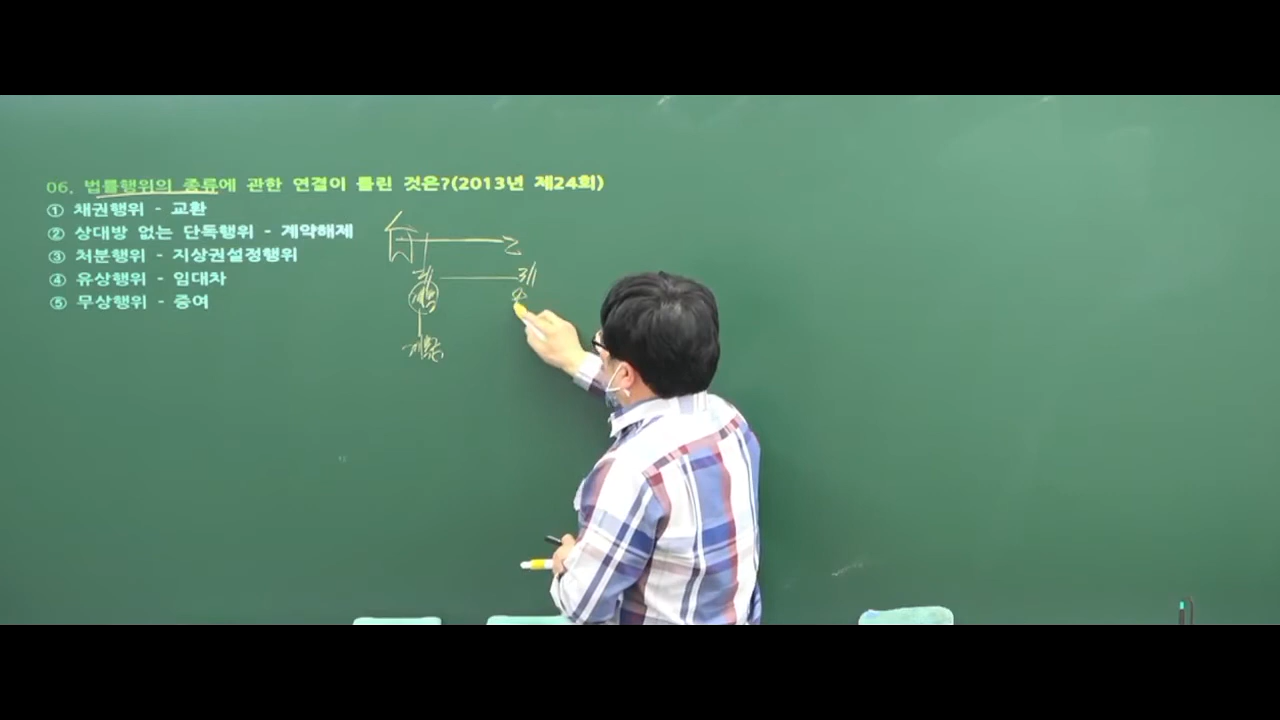 06. 법률행위의 종류에 관한 연결이 틀린 것은?(2013년 제24회)
① 채권행위 - 교환
② 상대방 없는 단독행위 - 계약해제
③ 처분행위 - 지상권설정행위
④ 유상행위 - 임대차
⑤ 무상행위 - 증여
乙